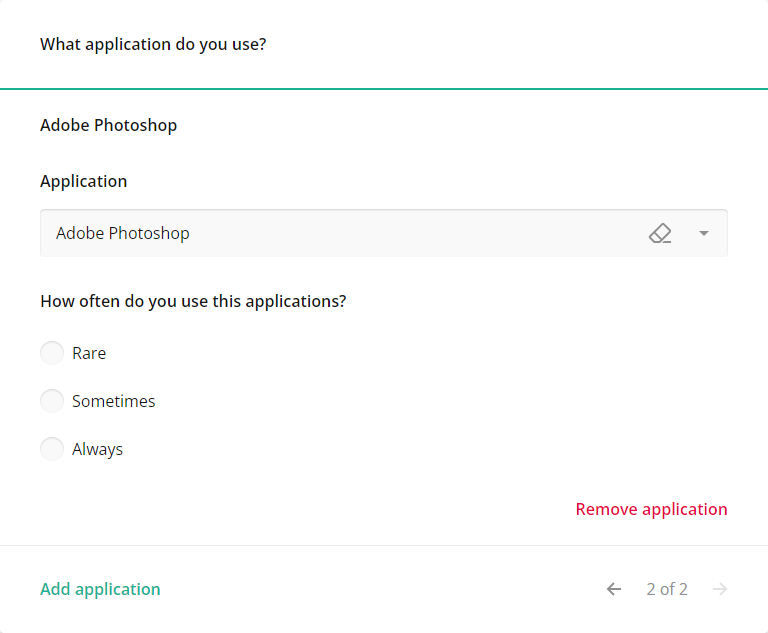 What application do you use?
Adobe Photoshop
Application
Adobe Photoshop
How often do you use this applications?
Rare
Sometimes
Always
Remove application
Add application
2 of 2